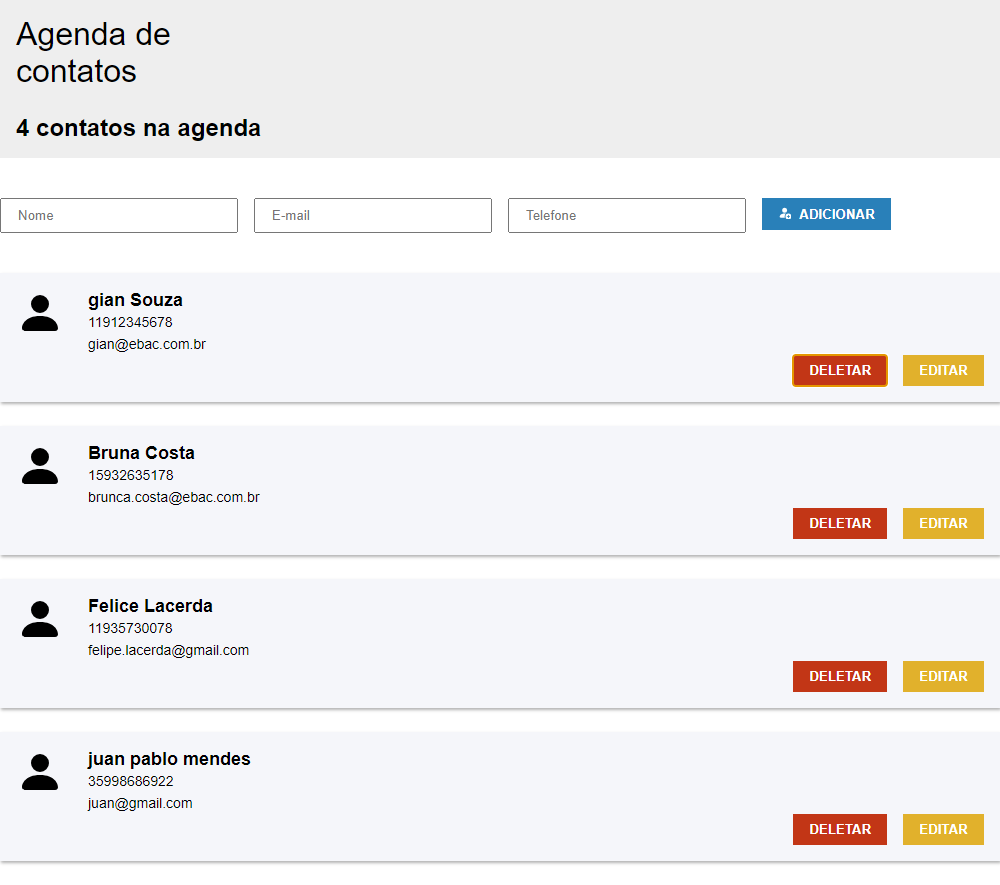 Agenda de
contatos
4 contatos na agenda
Nome
E-mail
Telefone
ADICIONAR
gian Souza
11912345678
gian@ebac.com.br
DELETAR
EDITAR
Bruna Costa
15932635178
brunca.costa@ebac.com.br
DELETAR
EDITAR
Felice Lacerda
11935730078
felipe.lacerda@gmail.com
DELETAR
EDITAR
juan pablo mendes
35998686922
juan@gmail.com
DELETAR
EDITAR